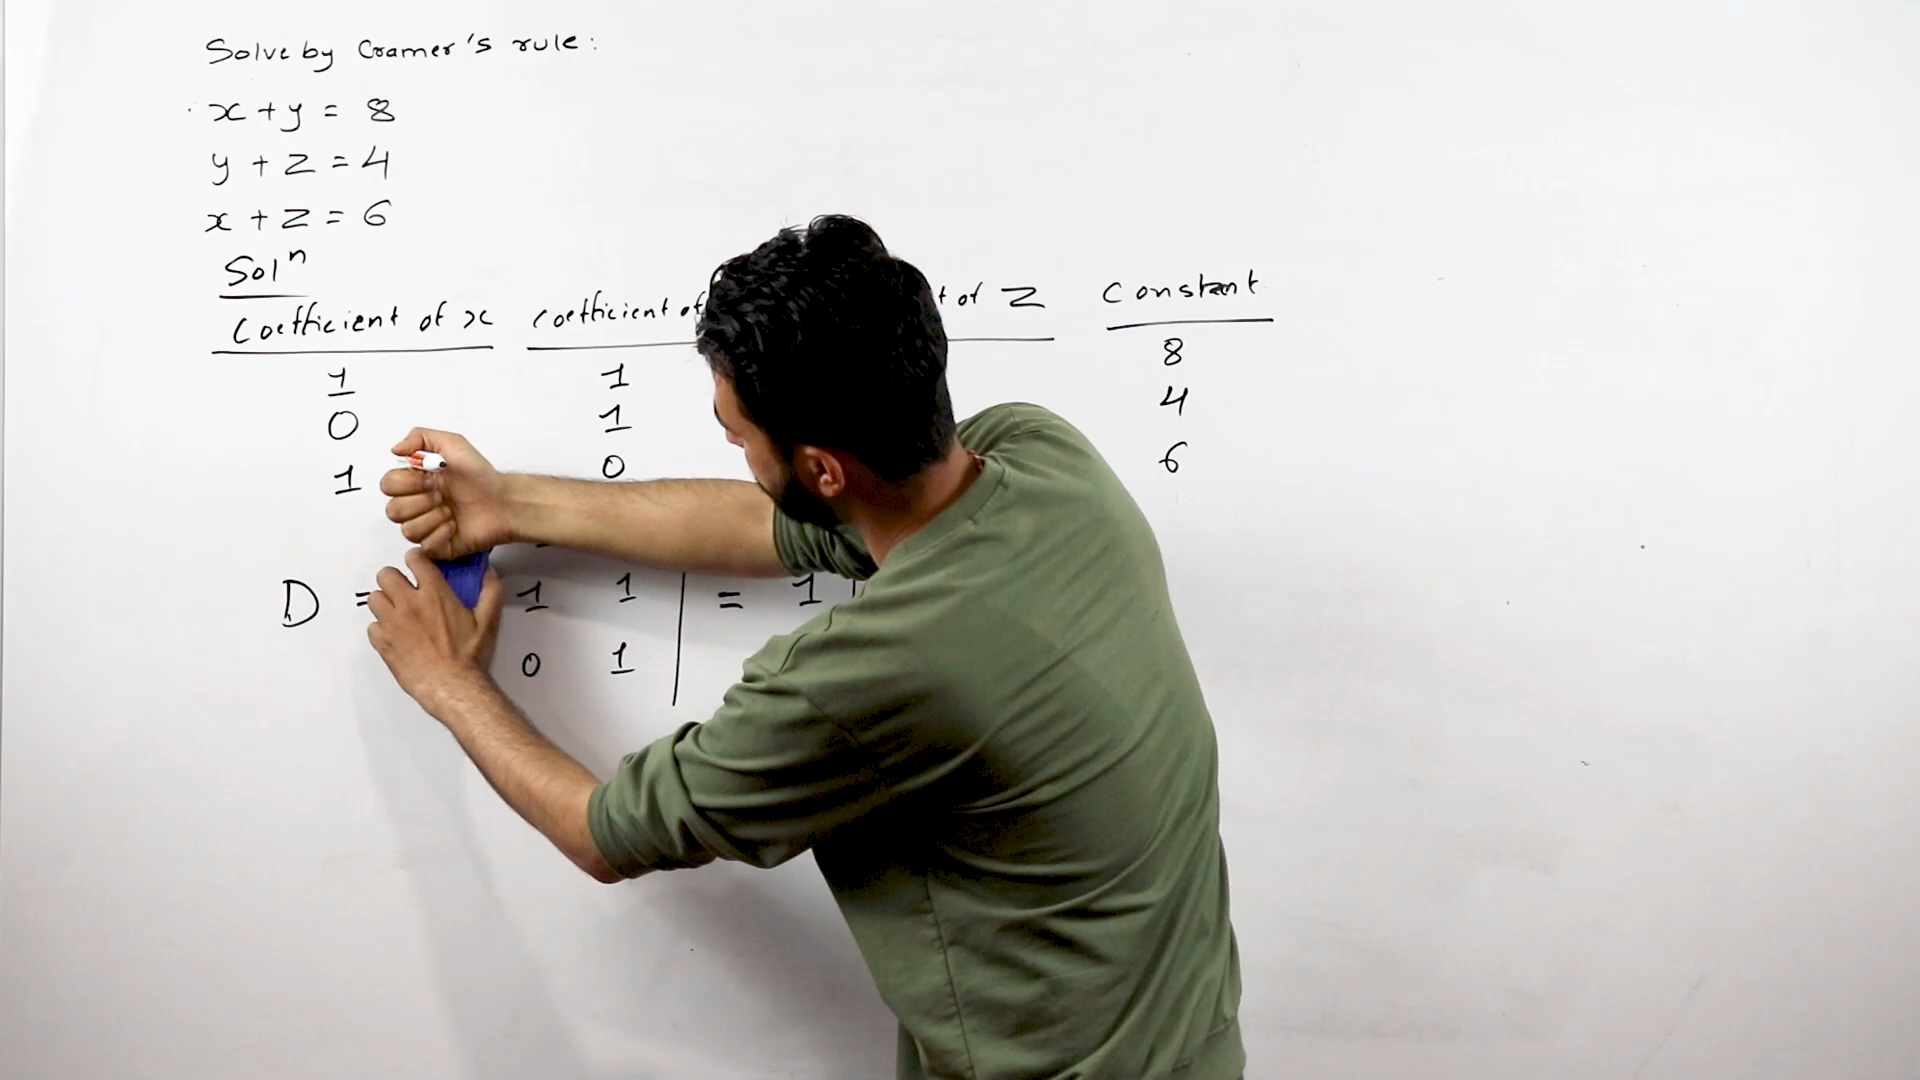 Solve by Cramer's rule:
x + y = 8
y + z = 4
x + z = 6
Solⁿ
coefficient of x coefficient of of z constant
1 1 8
0 1 4
1 0 6
D = 1 1 | = 1
0 1 |